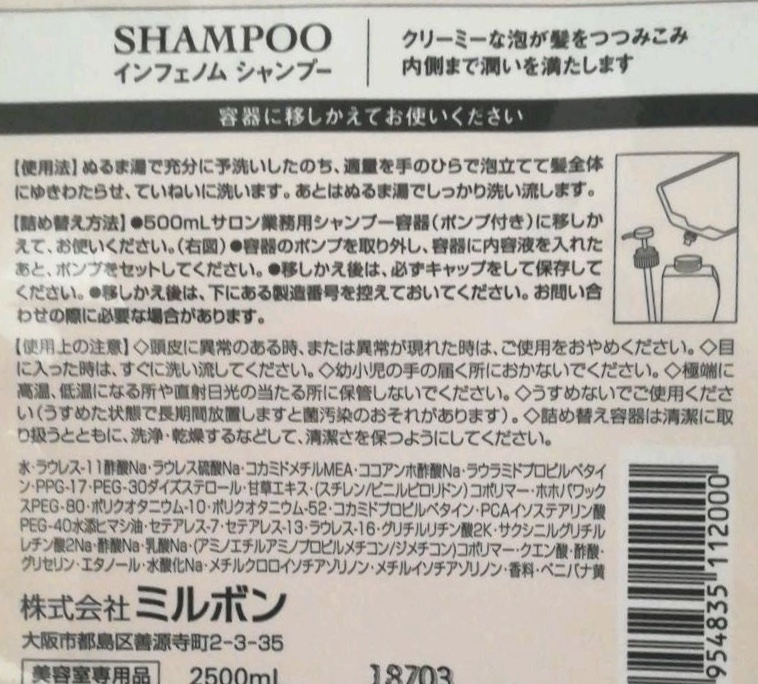 SHAMPOO
インフェノム シャンプー
クリーミーな泡が髪をつつみこみ
内側まで潤いを満たします
容器に移しかえてお使いください
【使用法】ぬるま湯で充分に予洗いしたのち、適量を手のひらで泡立てて髪全体
にゆきわたらせ、ていねいに洗います。あとはぬるま湯でしっかり洗い流します。
【詰め替え方法】●500mLサロン業務用シャンプー容器(ポンプ付き)に移しか
えて、お使いください。(右図)●容器のポンプを取り外し、容器に内容液を入れた
あと、ポンプをセットしてください。●移しかえ後は、必ずキャップをして保存して
ください。●移しかえ後は、下にある製造番号を控えておいてください。お問い合
わせの際に必要な場合があります。
【使用上の注意】◇頭皮に異常のある時、または異常が現れた時は、ご使用をおやめください。◇目
に入った時は、すぐに洗い流してください。◇幼小児の手の届く所におかないでください。◇極端に
高温、低温になる所や直射日光の当たる所に保管しないでください。◇うすめないでご使用くださ
い(うすめた状態で長期間放置しますと菌汚染のおそれがあります)。◇詰め替え容器は清潔に取
り扱うとともに、洗浄・乾燥するなどして、清潔さを保つようにしてください。
水・ラウレス-11酢酸Na・ラウレス硫酸Na・コカミドメチルMEA・ココアンホ酢酸Na・ラウラミドプロピルベタイ
ン・PPG-17・PEG-30ダイズステロール・甘草エキス・(スチレン/ビニルピロリドン)コポリマー・ホホバワック
スPEG-80・ポリクオタニウム-10・ポリクオタニウム-52・コカミドプロピルベタイン・PCAイソステアリン酸
PEG-40水添ヒマシ油・セテアレス-7・セテアレス-13・ラウレス-16・グリチルリチン酸2K・サクシニルグリチル
レチン酸2Na・酢酸Na・乳酸Na・(アミノエチルアミノプロピルメチコン/ジメチコン)コポリマー・クエン酸・酢酸・
グリセリン・エタノール・水酸化Na・メチルクロロイソチアゾリノン・メチルイソチアゾリノン・香料・ベニバナ黄
株式会社 ミルボン
大阪市都島区善源寺町2-3-35
美容室専用品 2500mL 18703
954835 112000